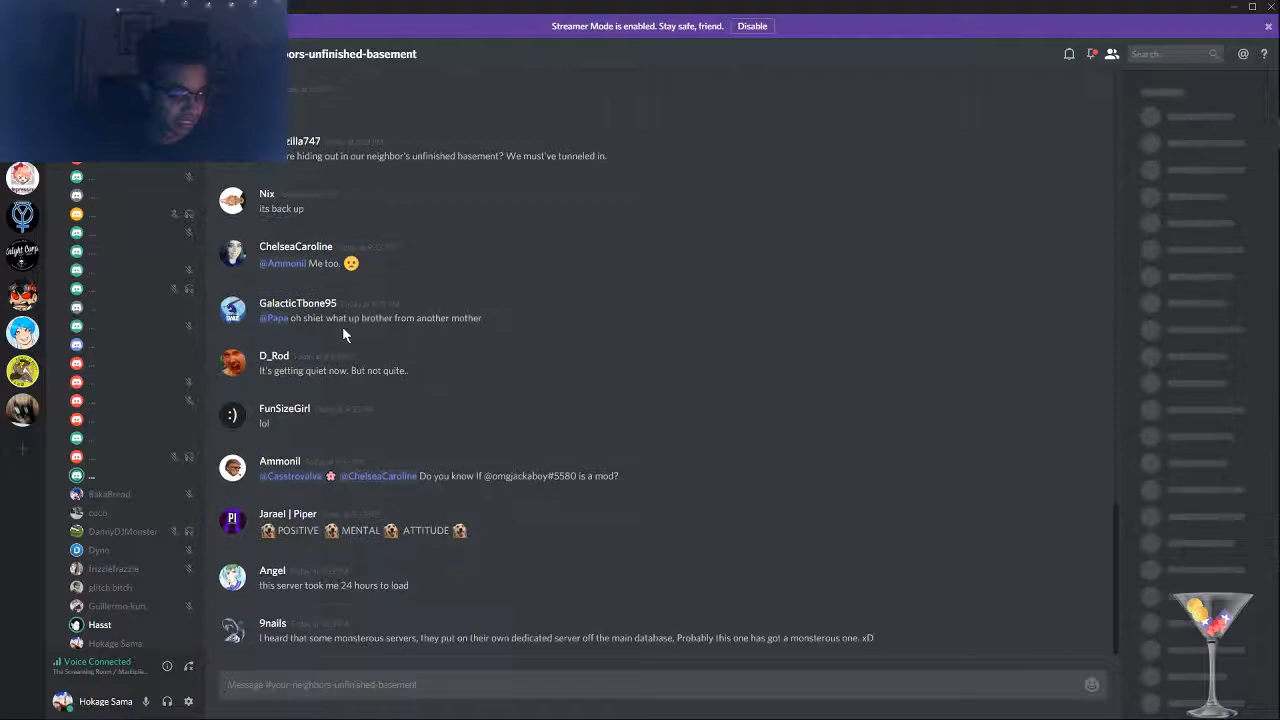 Streamer Mode is enabled. Stay safe, friend. Disable
ors-unfinished-basement
Search
zilla747
re hiding out in our neighbor's unfinished basement? We must've tunneled in.
Nix
its back up
ChelseaCaroline
@Ammonil Me too.
GalacticTbone95
@Papa oh shiet what up brother from another mother
D_Rod
It's getting quiet now. But not quite..
FunSizeGirl
:)
lol
Ammonil
@Casstrovalva 🌸 @ChelseaCaroline Do you know If @omgjackaboy#5580 is a mod?
Jarael | Piper
POSITIVE MENTAL ATTITUDE
Angel
this server took me 24 hours to load
9nails
I heard that some monsterous servers, they put on their own dedicated server off the main database, Probably this one has got a monsterous one. xD
Message #your-neighbors-unfinished-basement
BakaBread
coco
DannyDJMonster
Dyno
frizziefrazzle
glitch bitch
Guillermo-kun,
Hasst
Hokage Sama
Voice Connected
The Screening Room /
Hokage Sama